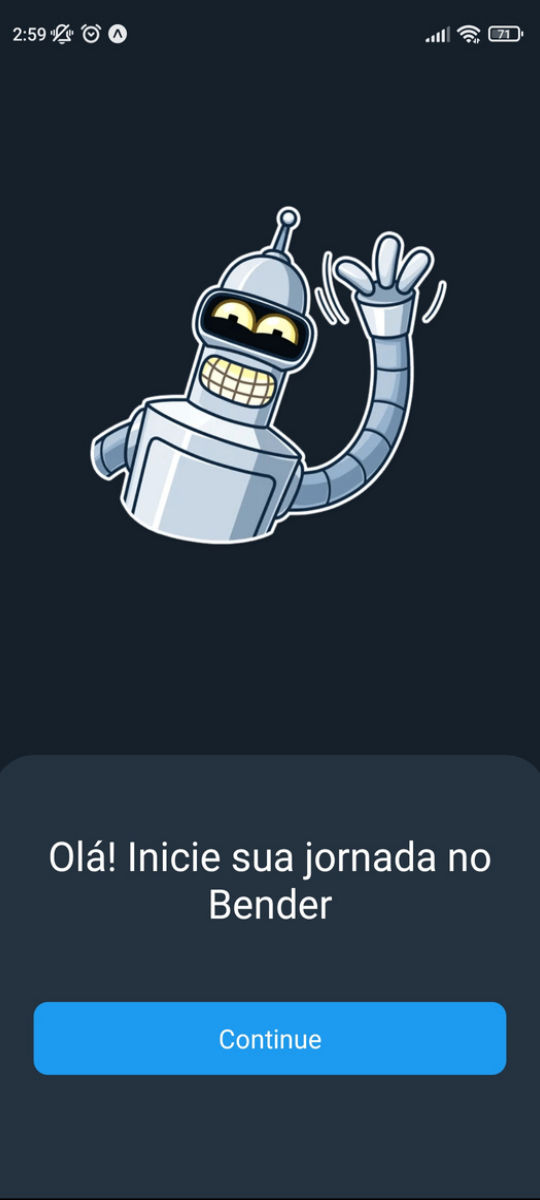 2:59
71
Olá! Inicie sua jornada no
Bender
Continue